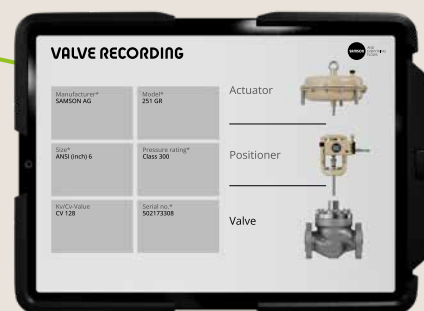 VALVE RECORDING
SAMSON
Manufacturer*
SAMSON AG
Model*
251 GR
Actuator
Size*
ANSI (inch) 6
Pressure rating*
Class 300
Positioner
Kv/Cv-Value
CV 128
Serial no.*
502173308
Valve